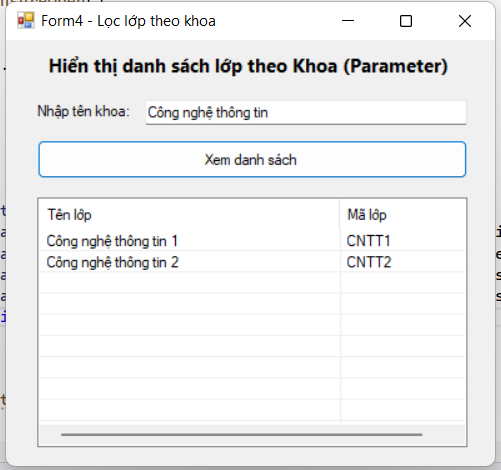 Form4 - Lọc lớp theo khoa
Hiển thị danh sách lớp theo Khoa (Parameter)
Nhập tên khoa: Công nghệ thông tin
Xem danh sách
Tên lớp Mã lớp
Công nghệ thông tin 1 CNTT1
Công nghệ thông tin 2 CNTT2